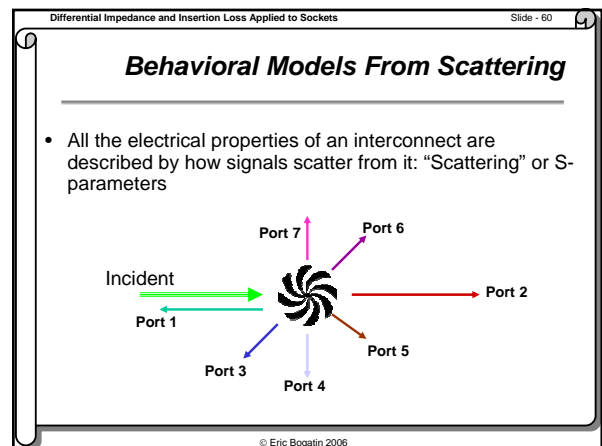 Differential Impedance and Insertion Loss Applied to Sockets
Slide - 60
Behavioral Models From Scattering
• All the electrical properties of an interconnect are
described by how signals scatter from it: “Scattering” or S-
parameters
Port 7
Port 6
Incident
Port 2
Port 1
Port 5
Port 3
Port 4
© Eric Bogatin 2006